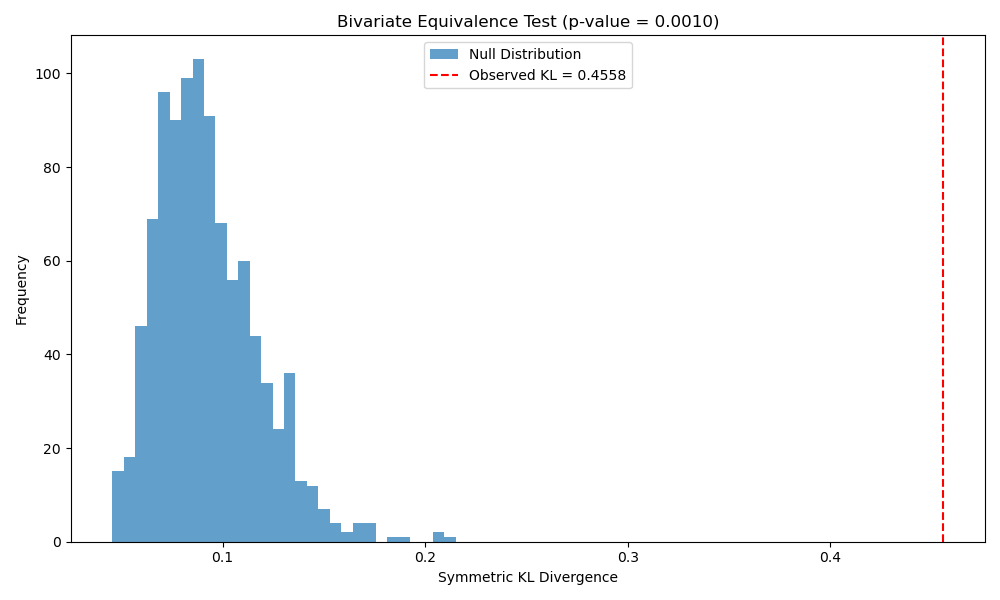 Bivariate Equivalence Test (p-value = 0.0010)
Null Distribution
Observed KL = 0.4558
100
80
60
40
20
0
Frequency
0.1
0.2
0.3
0.4
Symmetric KL Divergence